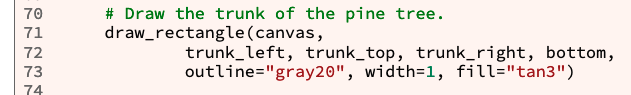 70 # Draw the trunk of the pine tree.
71 draw_rectangle(canvas,
72 trunk_left, trunk_top, trunk_right, bottom,
73 outline="gray20", width=1, fill="tan3")
74